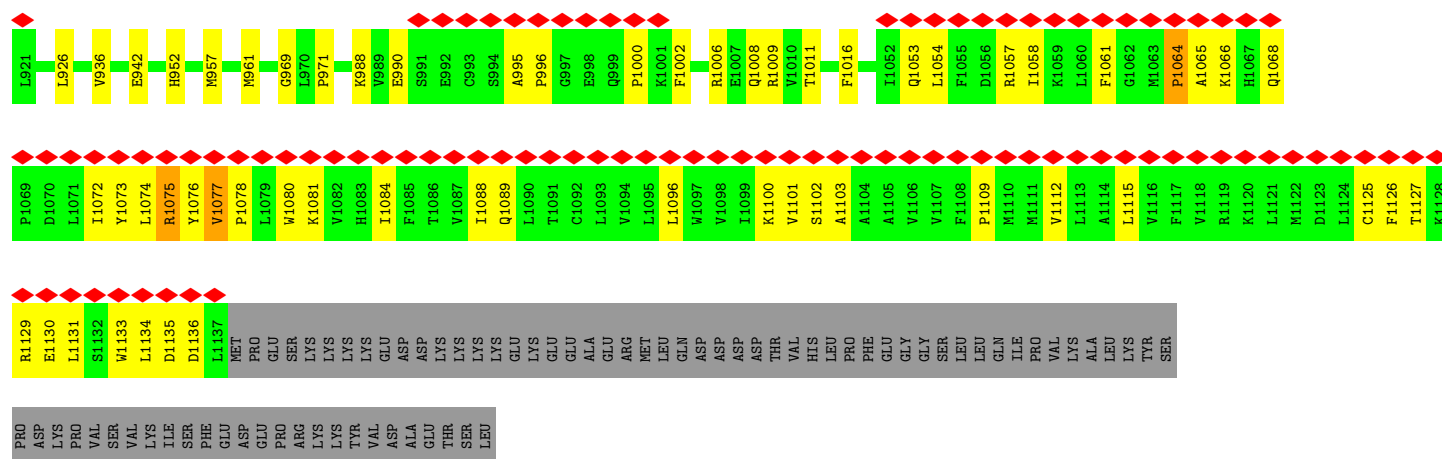 L921 L926 V936 E942 H952 M957 M961 G969 L970 P971 K988 V989 E990 S991 E992 C993 S994 A995 P996 G997 E998 Q999 P1000 K1001 F1002 R1006 E1007 Q1008 R1009 V1010 T1011 F1016 I1052 Q1053 L1054 F1055 D1056 R1057 I1058 K1059 L1060 F1061 G1062 M1063 P1064 A1065 K1066 H1067 Q1068
P1069 D1070 L1071 I1072 Y1073 L1074 R1075 Y1076 V1077 P1078 L1079 W1080 K1081 V1082 H1083 I1084 F1085 T1086 V1087 I1088 Q1089 L1090 T1091 C1092 L1093 V1094 L1095 L1096 W1097 V1098 I1099 K1100 V1101 S1102 A1103 A1104 A1105 V1106 V1107 F1108 P1109 M1110 M1111 V1112 L1113 A1114 L1115 V1116 F1117 V1118 R1119 K1120 L1121 M1122 D1123 L1124 C1125 F1126 T1127 K1128
R1129 E1130 L1131 S1132 W1133 L1134 D1135 D1136 L1137 MET PRO GLU SER LYS LYS LYS HIS GLU ASP ASP LYS LYS LYS LYS GLU LYS GLU GLU ALA GLU ARG MET LEU GLN ASP ASP ASP ASP THR VAL HIS LEU PRO PHE GLU GLY GLY SER LEU LEU GLN ILE PRO VAL LYS ALA LEU LYS TYR SER
PRO ASP LYS PRO VAL SER VAL LYS ILE SER PHE GLU ASP GLU PRO ARG LYS LYS TYR VAL ASP ALA GLU THR SER LEU